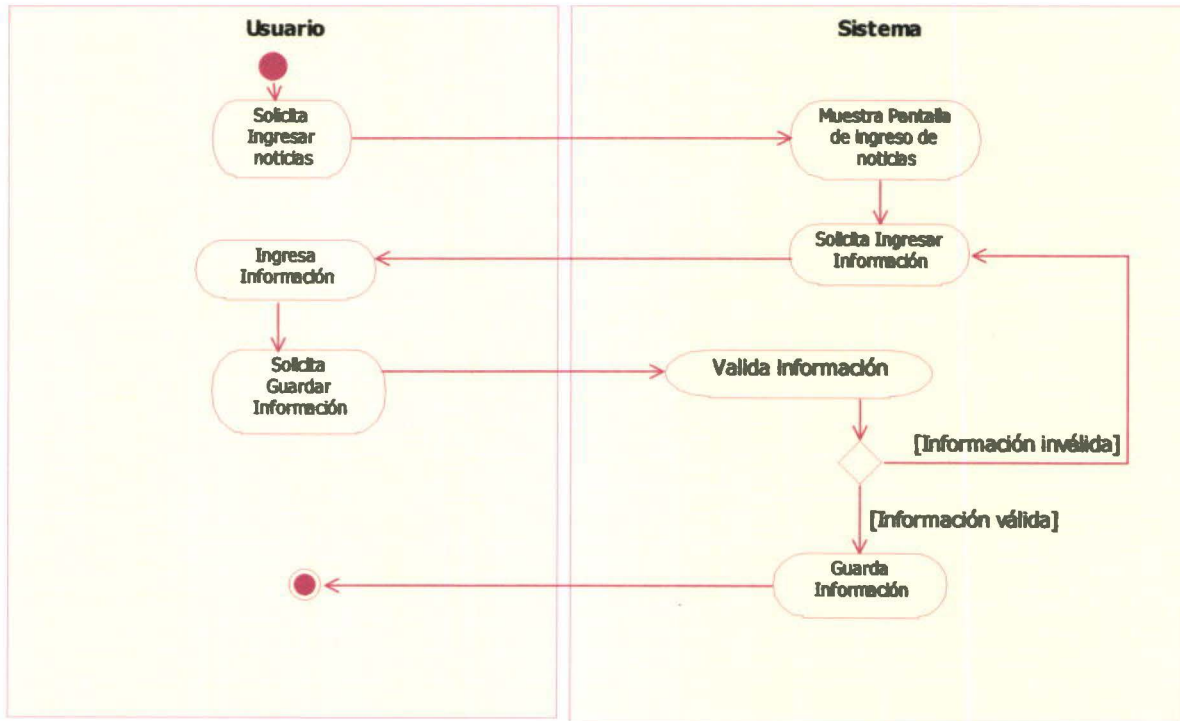 Usuario
Sistema
Solicita
Ingresar
noticias
Muestra Pantalla
de ingreso de
noticias
Solicita Ingresar
Información
Ingresa
Información
Solicita
Guardar
Información
Valida Información
[Información inválida]
[Información válida]
Guarda
Información